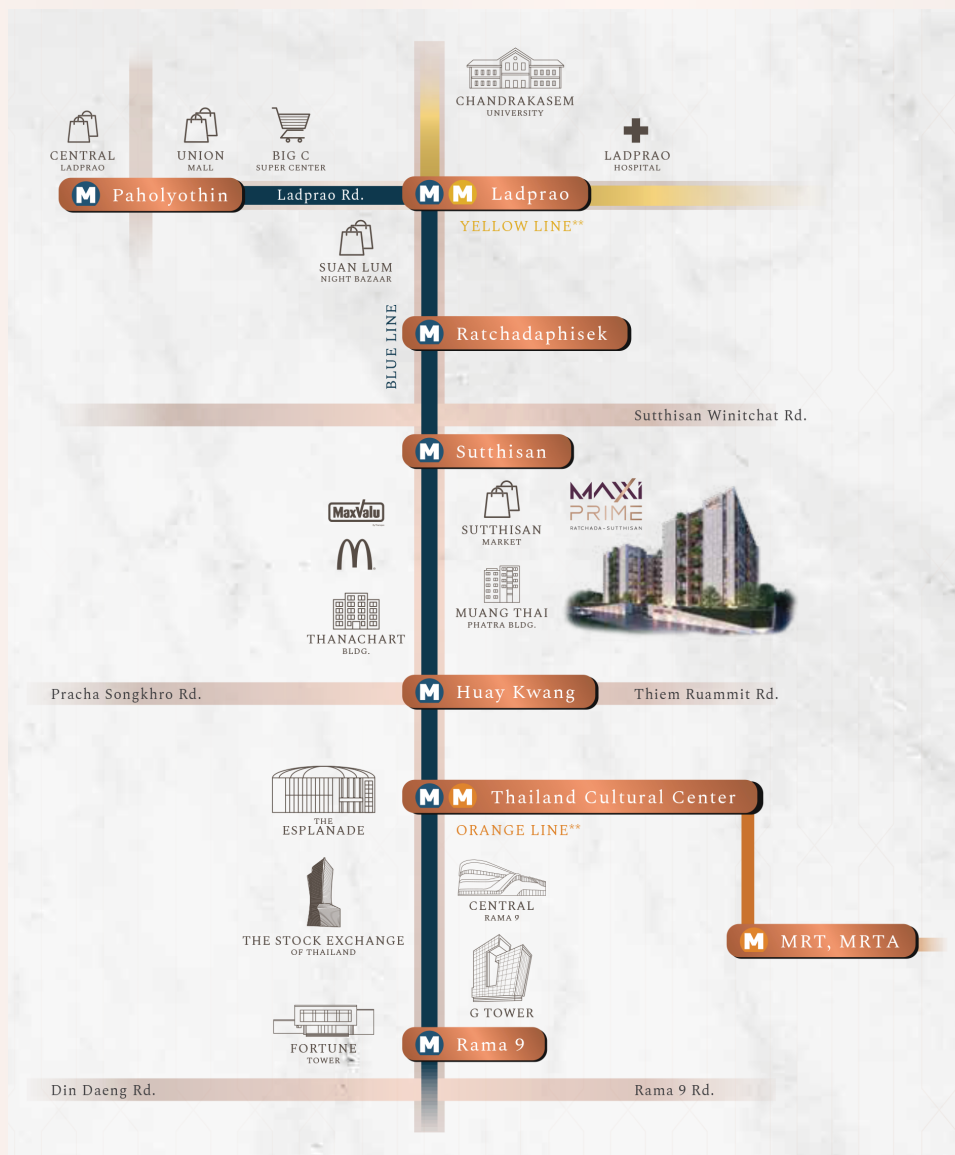 CHANDRAKASEM
UNIVERSITY
CENTRAL
LADPRAO
UNION
MALL
BIG C
SUPER CENTER
LADPRAO
HOSPITAL
M Paholyothin
Ladprao Rd.
M M Ladprao
YELLOW LINE**
SUAN LUM
NIGHT BAZAAR
BLUE LINE
M Ratchadaphisek
Sutthisan Winitchat Rd.
M Sutthisan
MaxValu
M
SUTTHISAN
MARKET
MAXXi
PRIME
RATCHADA-SUTTHISAN
THANACHART
BLDG.
MUANG THAI
PHATRA BLDG.
Pracha Songkhro Rd.
M Huay Kwang
Thiem Ruammit Rd.
M M Thailand Cultural Center
ORANGE LINE**
THE
ESPLANADE
CENTRAL
RAMA 9
THE STOCK EXCHANGE
OF THAILAND
M MRT, MRTA
G TOWER
FORTUNE
TOWER
M Rama 9
Din Daeng Rd.
Rama 9 Rd.